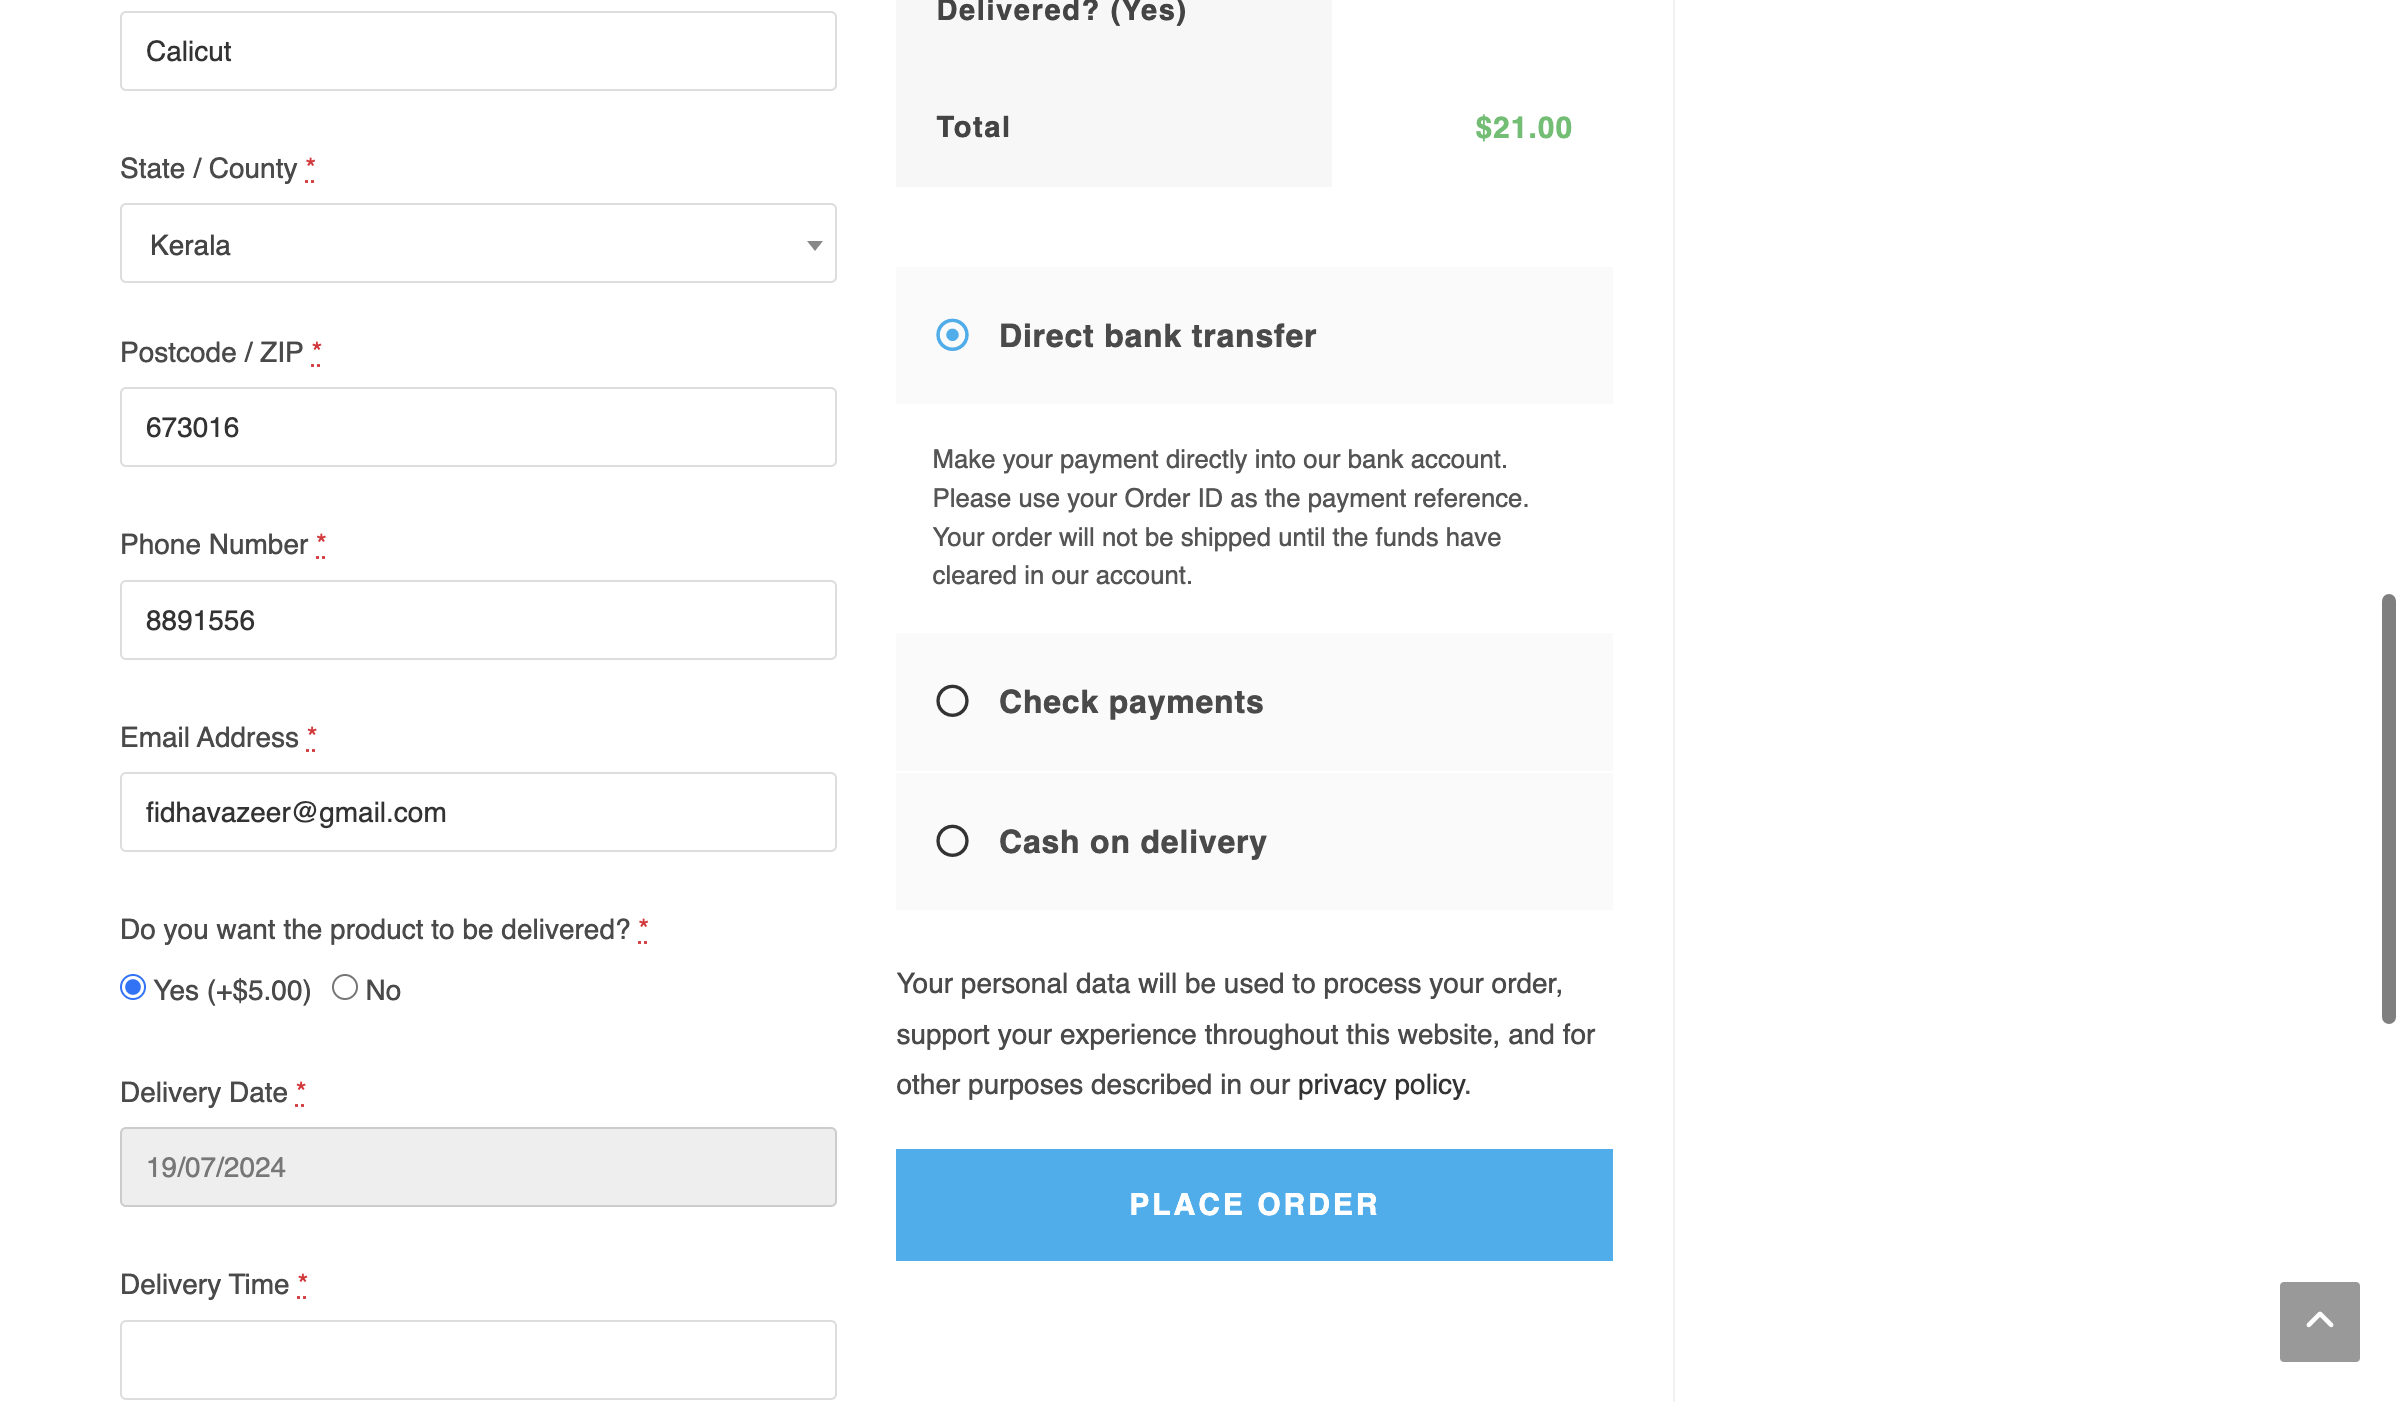 Calicut
State / County *
Kerala
Postcode / ZIP *
673016
Phone Number *
8891556
Email Address *
fidhavazeer@gmail.com
Do you want the product to be delivered? *
Yes (+$5.00) No
Delivery Date *
19/07/2024
Delivery Time *
Delivered? (Yes)
Total $21.00
Direct bank transfer
Make your payment directly into our bank account.
Please use your Order ID as the payment reference.
Your order will not be shipped until the funds have
cleared in our account.
Check payments
Cash on delivery
Your personal data will be used to process your order,
support your experience throughout this website, and for
other purposes described in our privacy policy.
PLACE ORDER